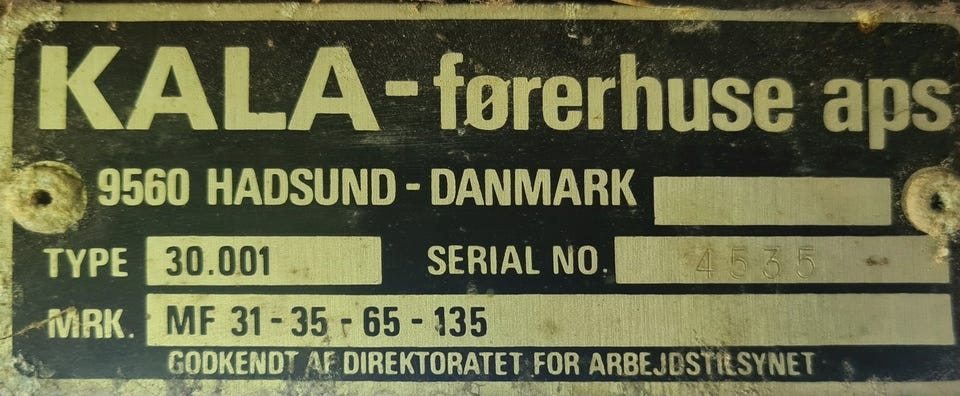 KALA-førerhuse aps
9560 HADSUND - DANMARK
TYPE 30.001 SERIAL NO. 4535
MRK. MF 31 - 35 - 65 - 135
GODKENDT AF DIREKTORATET FOR ARBEJDSTILSYNET